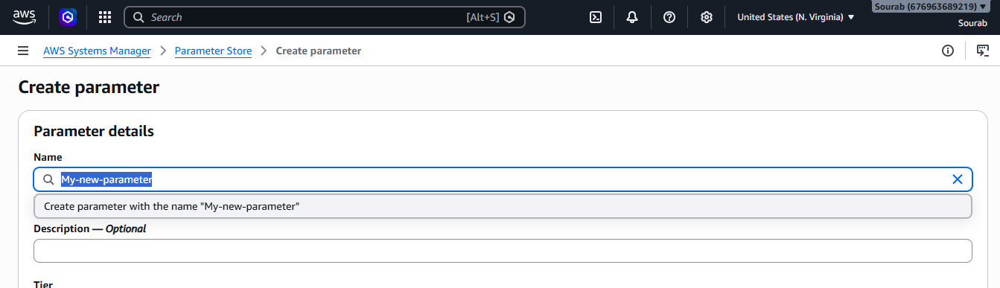 aws
Search [Alt+S]
United States (N. Virginia) ▼
Sourab (676963689219) ▼
Sourab
AWS Systems Manager > Parameter Store > Create parameter
Create parameter
Parameter details
Name
My-new-parameter
Create parameter with the name "My-new-parameter"
Description — Optional
Tier